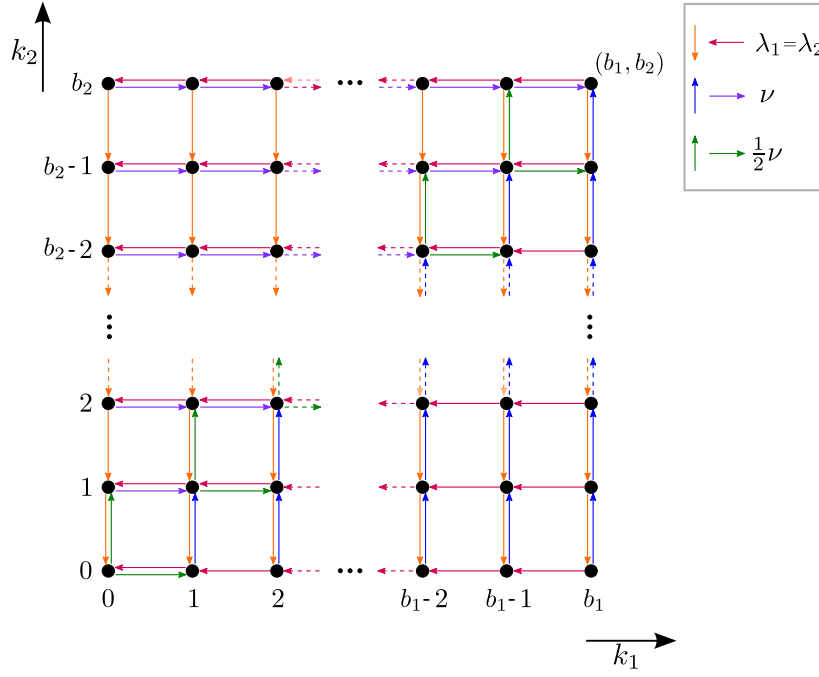 k₂
b₂
(b₁, b₂)
λ₁=λ₂
ν
½ν
b₂-1
b₂-2
2
1
0
0 1 2 b₁-2 b₁-1 b₁
k₁